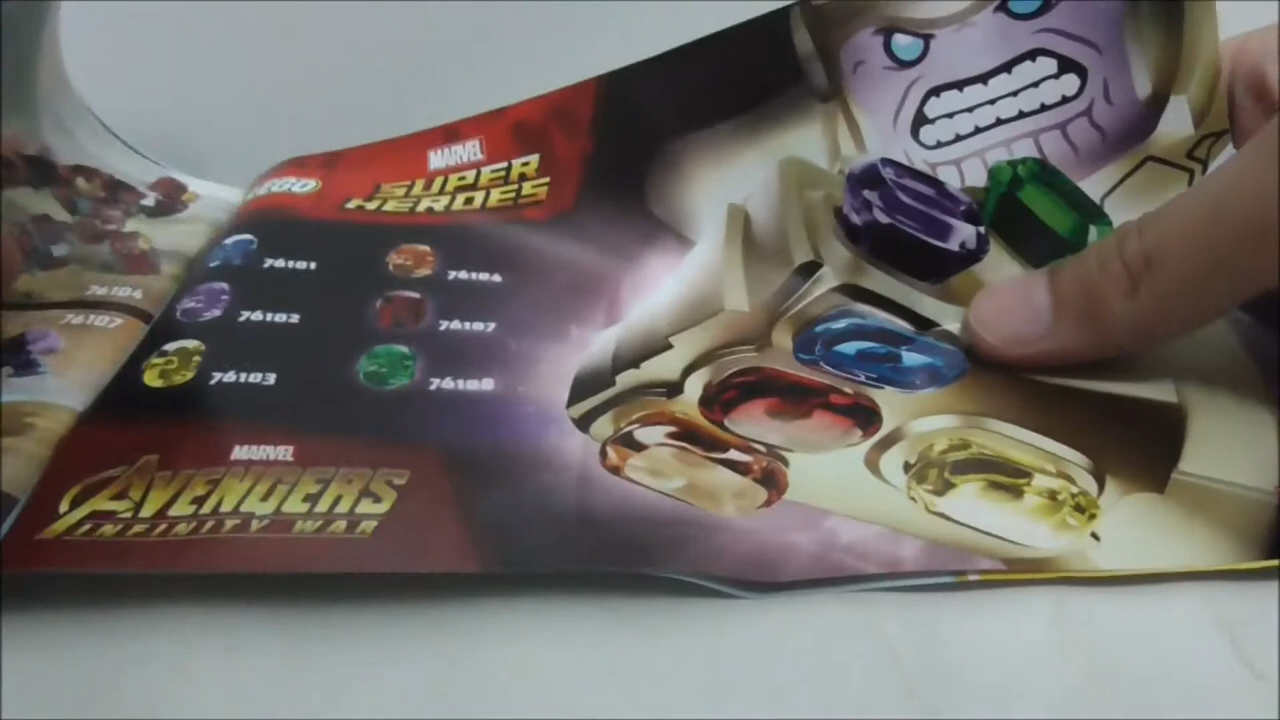 LEGO
MARVEL
SUPER
HEROES
76101
76104
76102
76107
76103
76108
76104
76107
MARVEL
AVENGERS
INFINITY WAR